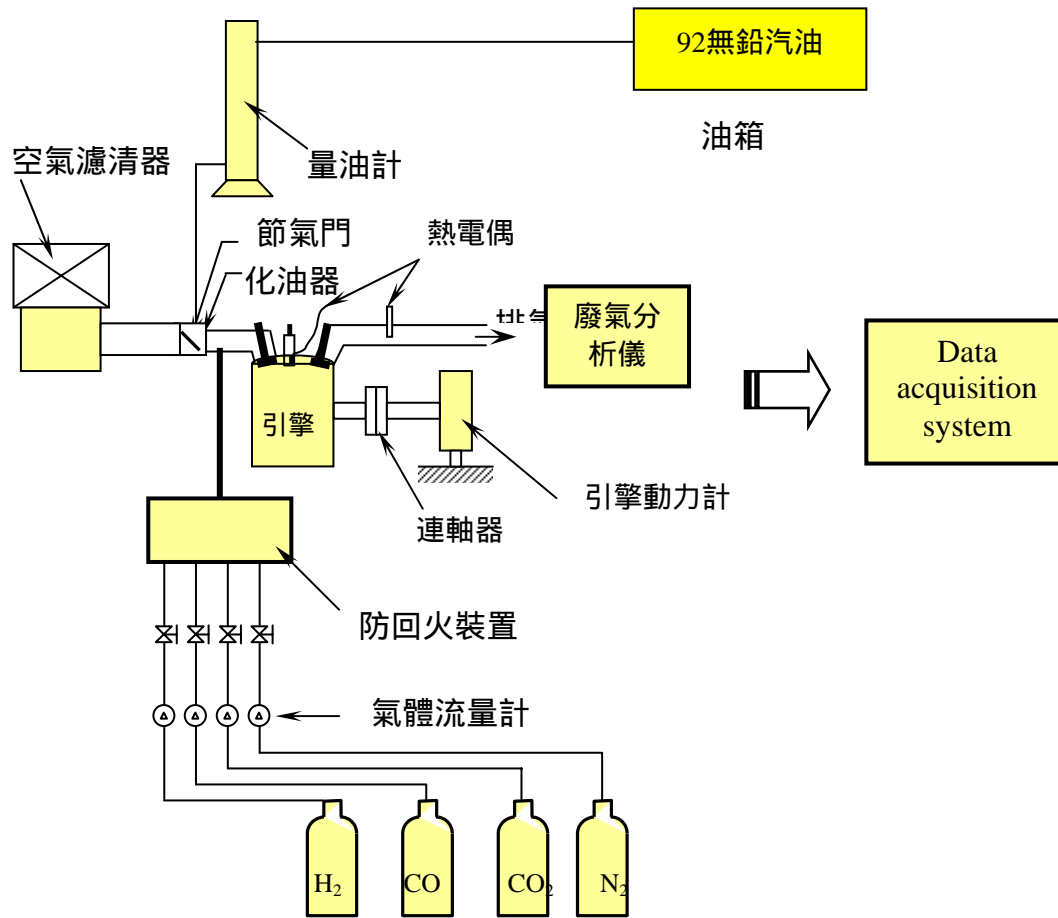 92無鉛汽油
油箱
空氣濾清器
量油計
節氣門
熱電偶
化油器
排氣
廢氣分
析儀
Data
acquisition
system
引擎
引擎動力計
連軸器
防回火裝置
氣體流量計
H₂
CO
CO₂
N₂